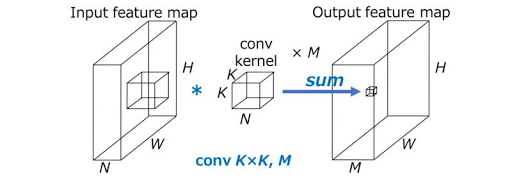 Input feature map
Output feature map
conv
kernel
× M
H
K
K
*
sum
H
N
W
N
M
W
conv K×K, M